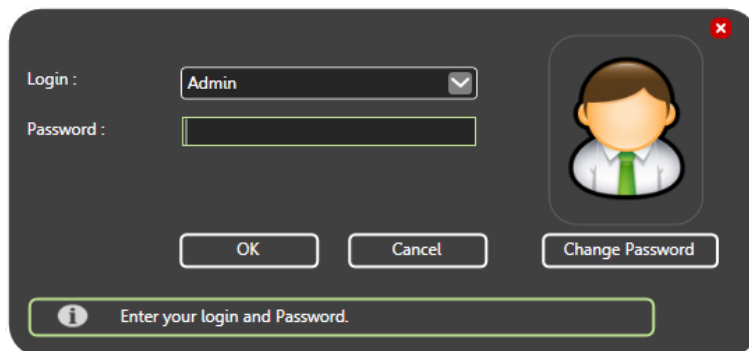 Login :
Admin
Password :
OK
Cancel
Change Password
Enter your login and Password.